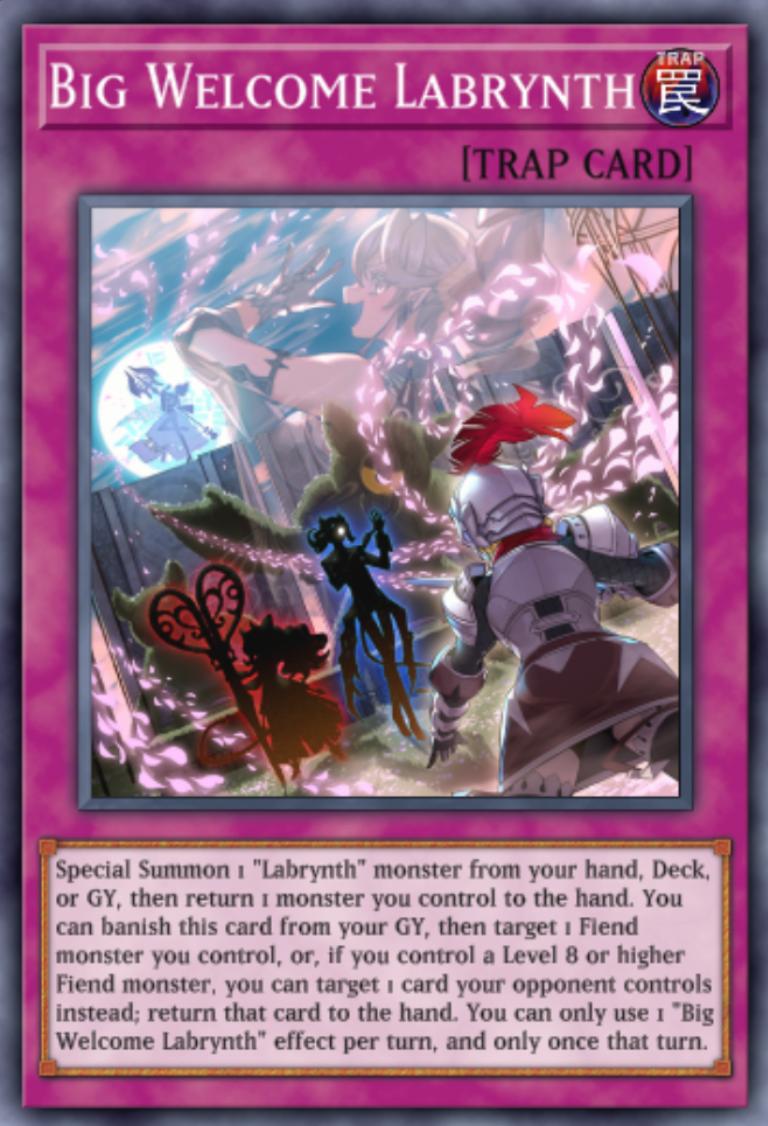 Big Welcome Labrynth
TRAP
罠
[TRAP CARD]
Special Summon 1 "Labrynth" monster from your hand, Deck,
or GY, then return 1 monster you control to the hand. You
can banish this card from your GY, then target 1 Fiend
monster you control, or, if you control a Level 8 or higher
Fiend monster, you can target 1 card your opponent controls
instead; return that card to the hand. You can only use 1 "Big
Welcome Labrynth" effect per turn, and only once that turn.